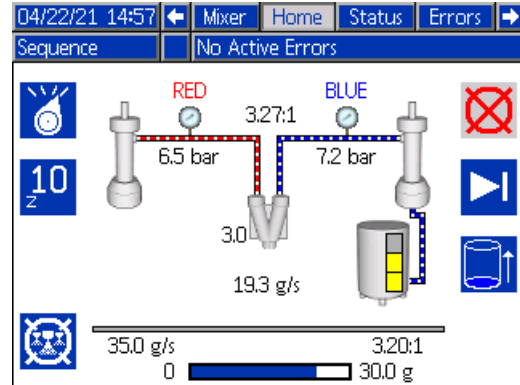 04/22/21 14:57 Mixer Home Status Errors
Sequence No Active Errors
RED BLUE
3.27:1
6.5 bar 7.2 bar
10
z
3.0
19.3 g/s
35.0 g/s 3.20:1
0 30.0 g